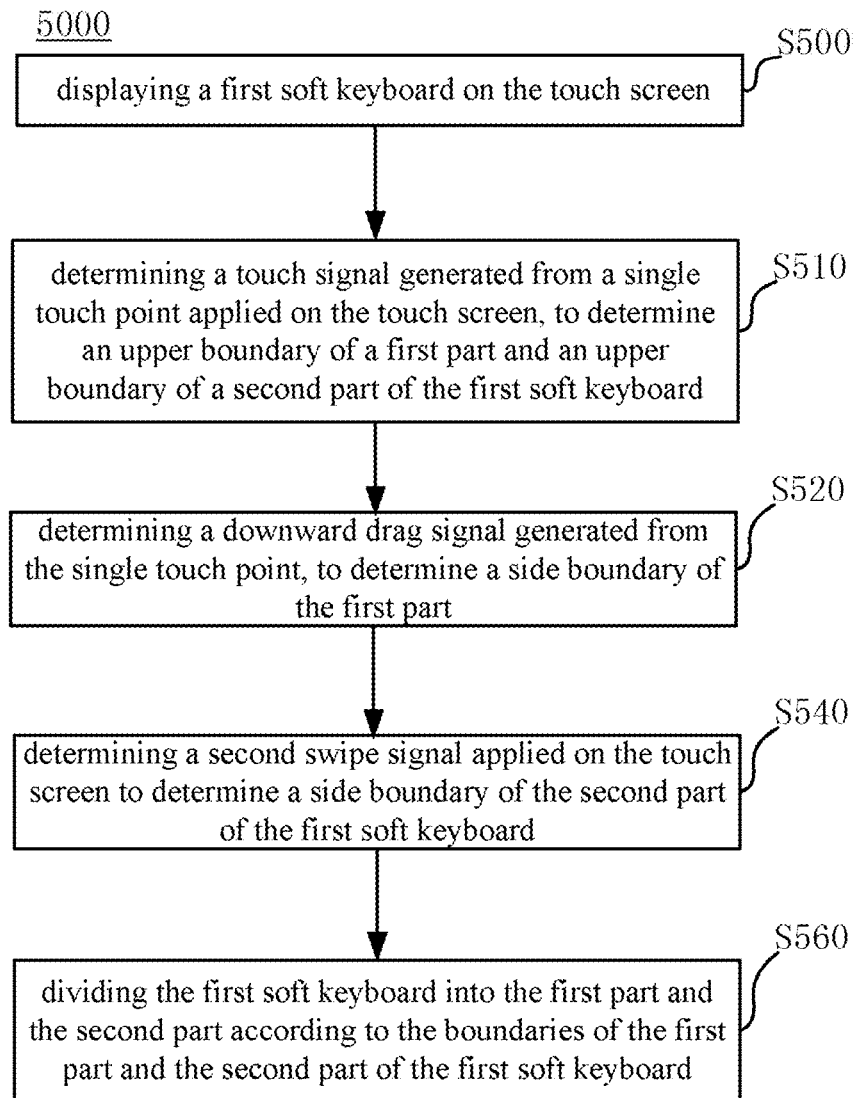 5000
S500
displaying a first soft keyboard on the touch screen
S510
determining a touch signal generated from a single
touch point applied on the touch screen, to determine
an upper boundary of a first part and an upper
boundary of a second part of the first soft keyboard
S520
determining a downward drag signal generated from
the single touch point, to determine a side boundary of
the first part
S540
determining a second swipe signal applied on the touch
screen to determine a side boundary of the second part
of the first soft keyboard
S560
dividing the first soft keyboard into the first part and
the second part according to the boundaries of the first
part and the second part of the first soft keyboard